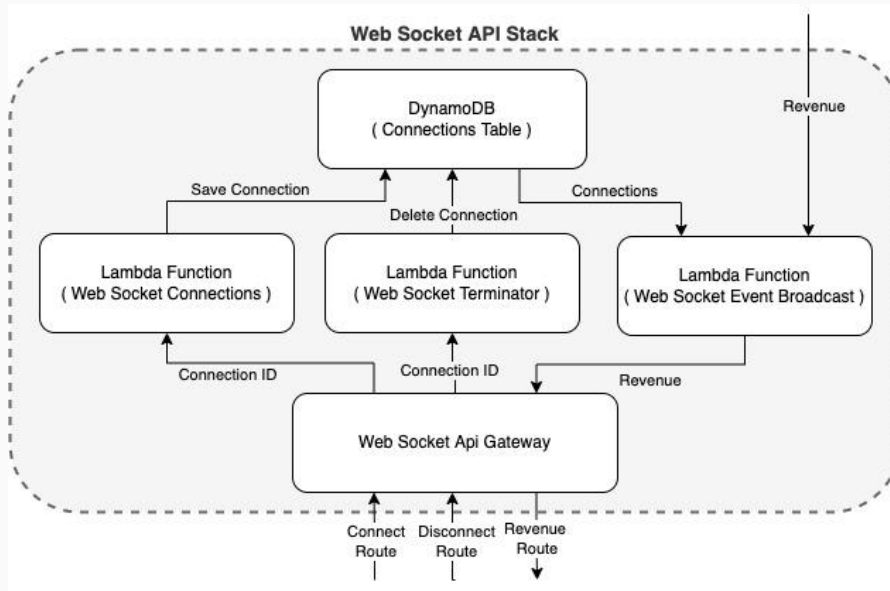 Web Socket API Stack
DynamoDB
( Connections Table )
Revenue
Save Connection
Delete Connection
Connections
Lambda Function
( Web Socket Connections )
Lambda Function
( Web Socket Terminator )
Lambda Function
( Web Socket Event Broadcast )
Connection ID
Connection ID
Revenue
Web Socket Api Gateway
Connect
Route
Disconnect
Route
Revenue
Route